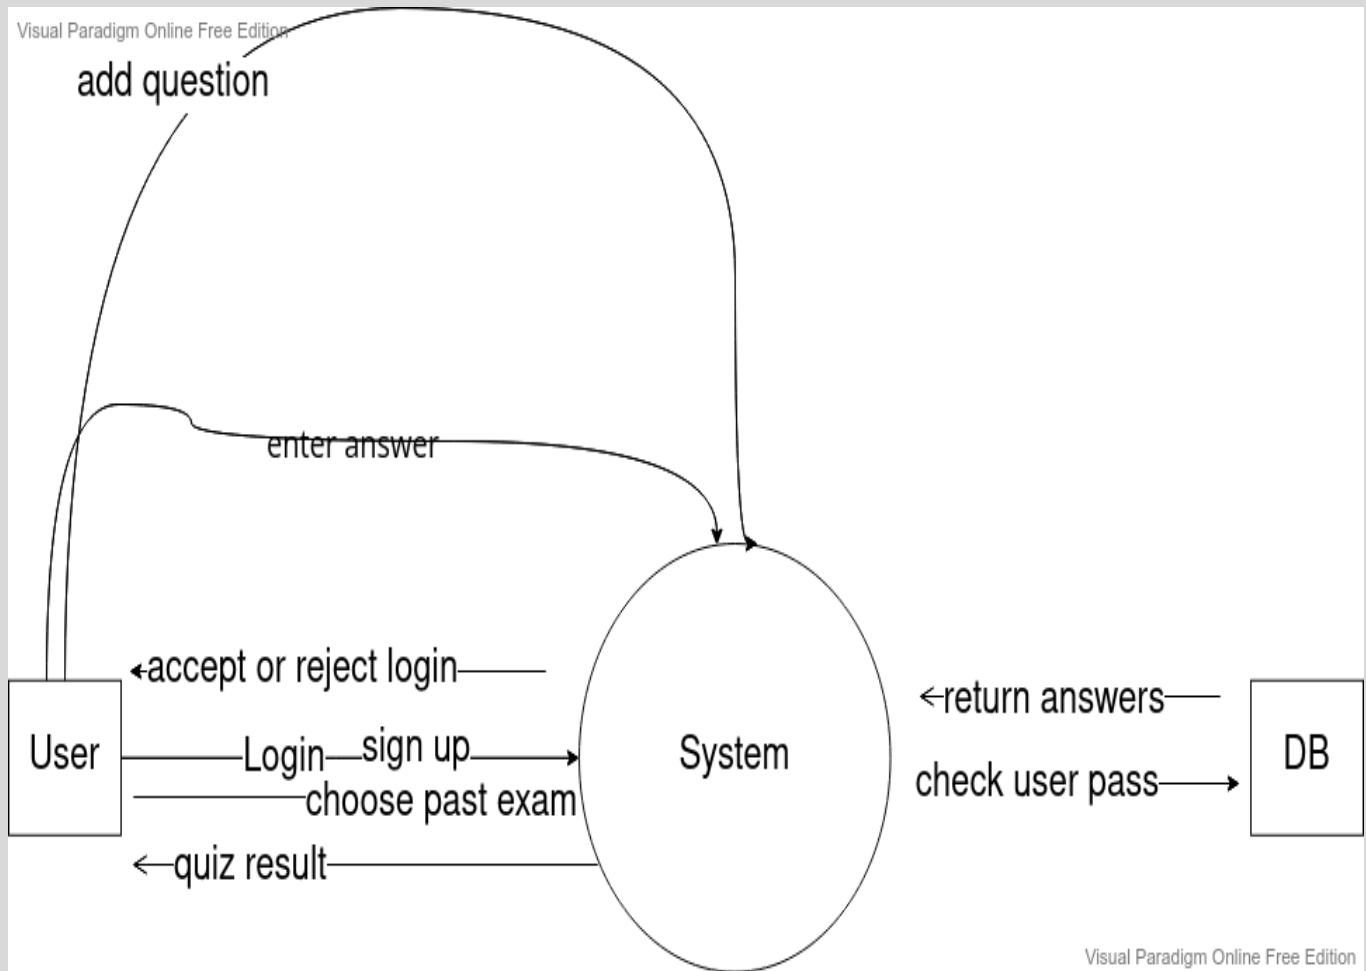 Visual Paradigm Online Free Edition
add question
enter answer
accept or reject login
return answers
User
Login
sign up
System
DB
check user pass
choose past exam
quiz result
Visual Paradigm Online Free Edition